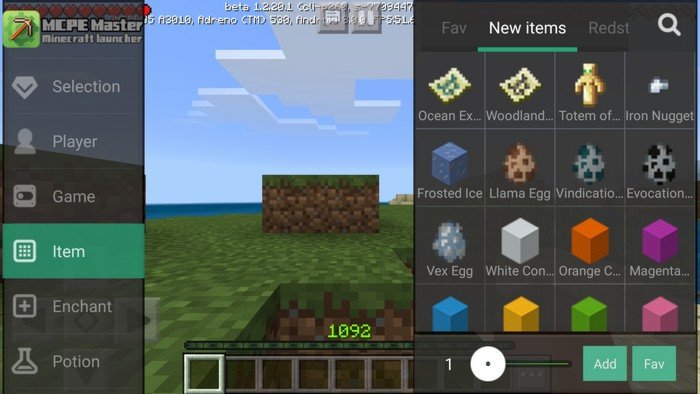 MCPE Master
Minecraft launcher
Selection
Player
Game
Item
Enchant
Potion
beta 1.2.20.1
A3010, Adreno (TM) 530,
1092
Fav New items Redst
Ocean Ex... Woodland... Totem of... Iron Nugget
Frosted Ice Llama Egg Vindicatio... Evocation...
Vex Egg White Con... Orange C... Magenta...
1 Add Fav